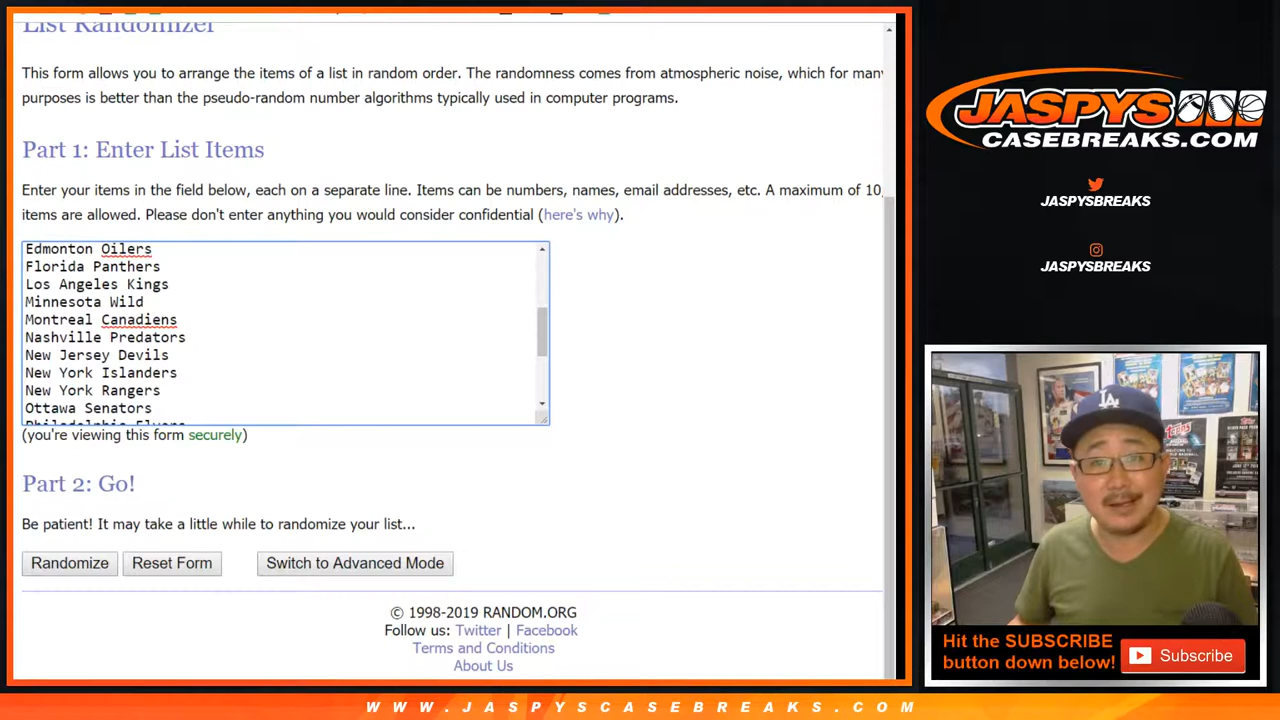 List Randomizer
This form allows you to arrange the items of a list in random order. The randomness comes from atmospheric noise, which for many
purposes is better than the pseudo-random number algorithms typically used in computer programs.
Part 1: Enter List Items
Enter your items in the field below, each on a separate line. Items can be numbers, names, email addresses, etc. A maximum of 10,
items are allowed. Please don't enter anything you would consider confidential (here's why).
Edmonton Oilers
Florida Panthers
Los Angeles Kings
Minnesota Wild
Montreal Canadiens
Nashville Predators
New Jersey Devils
New York Islanders
New York Rangers
Ottawa Senators
Philadelphia Flyers
(you're viewing this form securely)
Part 2: Go!
Be patient! It may take a little while to randomize your list...
Randomize
Reset Form
Switch to Advanced Mode
© 1998-2019 RANDOM.ORG
Follow us: Twitter | Facebook
Terms and Conditions
About Us
JASPYS
CASEBREAKS.COM
JASPYSBREAKS
JASPYSBREAKS
LA
Hit the SUBSCRIBE
button down below!
Subscribe
WWW.JASPYSCASEBREAKS.COM